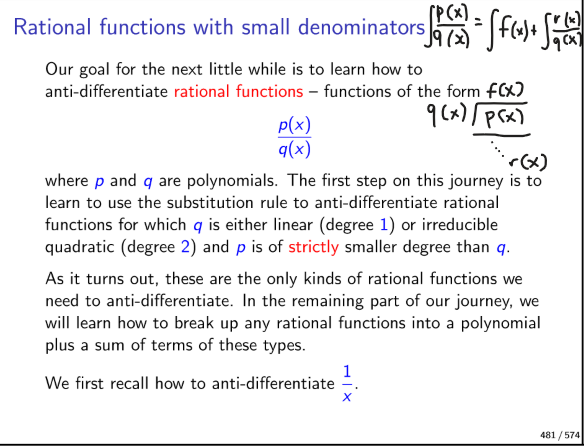 Rational functions with small denominators ∫p(x)/q(x) = ∫f(x) + ∫r(x)/q(x)
Our goal for the next little while is to learn how to
anti-differentiate rational functions – functions of the form f(x)
q(x) p(x)
p(x)
q(x)
r(x)
where p and q are polynomials. The first step on this journey is to
learn to use the substitution rule to anti-differentiate rational
functions for which q is either linear (degree 1) or irreducible
quadratic (degree 2) and p is of strictly smaller degree than q.
As it turns out, these are the only kinds of rational functions we
need to anti-differentiate. In the remaining part of our journey, we
will learn how to break up any rational functions into a polynomial
plus a sum of terms of these types.
We first recall how to anti-differentiate 1/x.
481 / 574